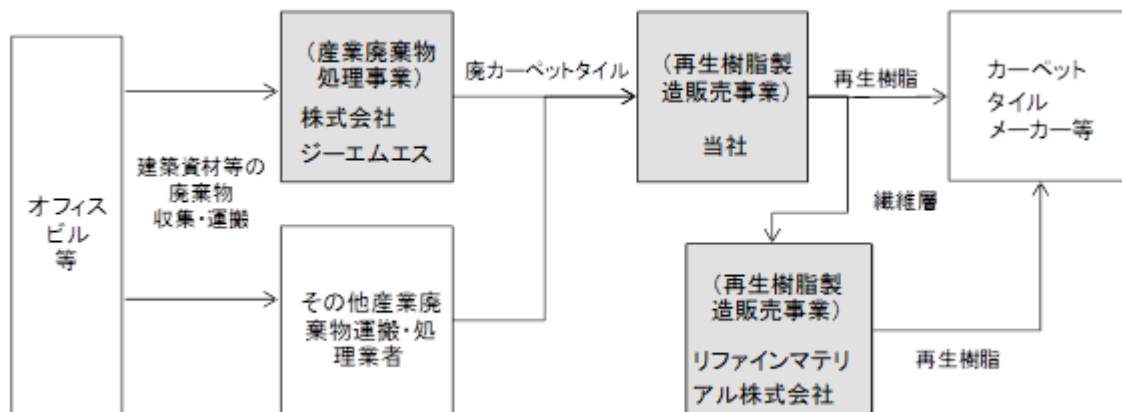 オフィス
ビル
等
建築資材等の
廃棄物
収集・運搬
（産業廃棄物
処理事業）
株式会社
ジーエムエス
その他産業廃
棄物運搬・処
理業者
廃カーペットタイル
（再生樹脂製
造販売事業）
当社
再生樹脂
カーペット
タイル
メーカー等
繊維層
（再生樹脂製
造販売事業）
リファインマテリ
アル株式会社
再生樹脂